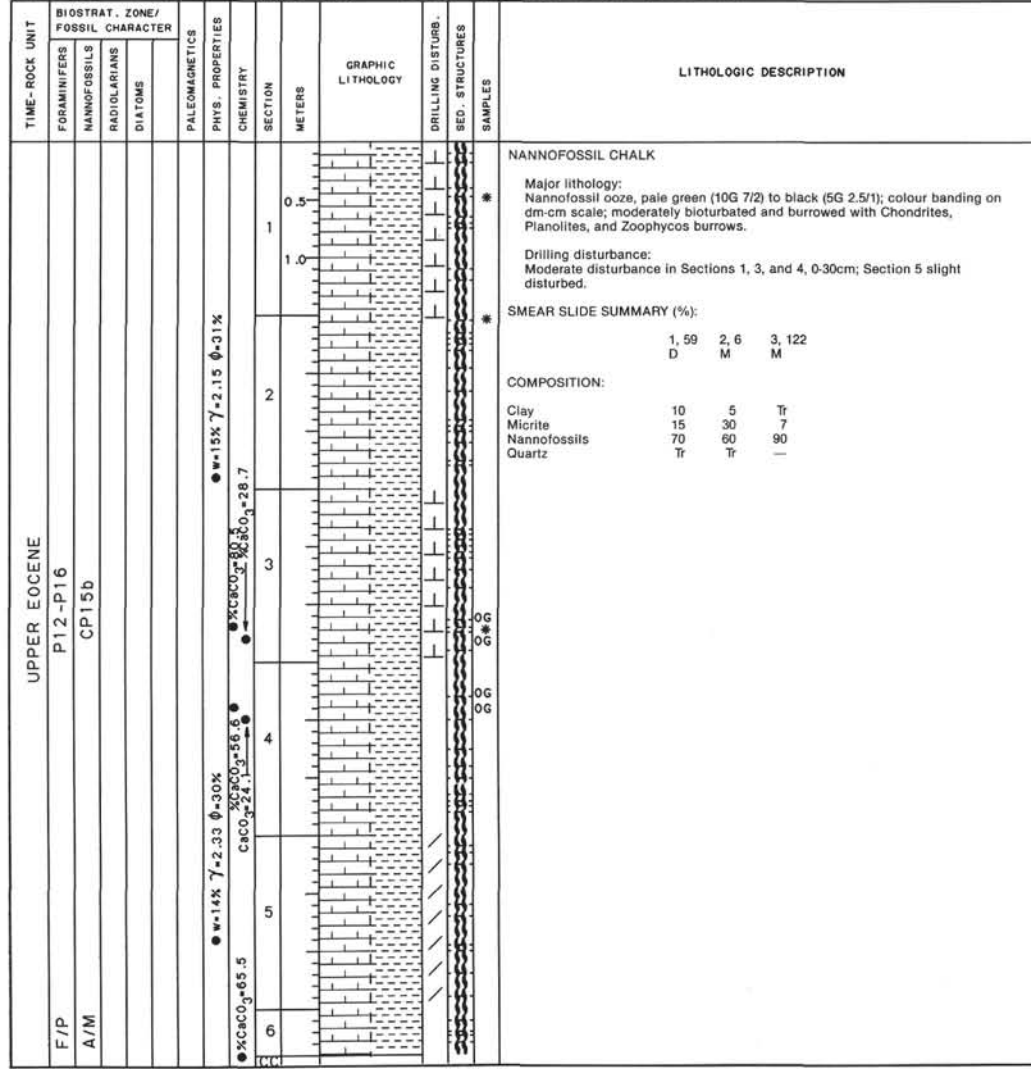 TIME-ROCK UNIT
BIOSTRAT. ZONE/
FOSSIL CHARACTER
FORAMINIFERS
NANNOFOSSILS
RADIOLARIANS
DIATOMS
PALEOMAGNETICS
PHYS. PROPERTIES
CHEMISTRY
SECTION
METERS
GRAPHIC
LITHOLOGY
DRILLING DISTURB.
SED. STRUCTURES
SAMPLES
LITHOLOGIC DESCRIPTION
UPPER EOCENE
P12-P16
F/P
CP15b
A/M
w=15% γ=2.15 Φ=31%
w=14% γ=2.33 Φ=30%
%CaCO3=80.5
%CaCO3=28.7
%CaCO3=56.6
CaCO3=24.1
%CaCO3=65.5
1
2
3
4
5
6
CC
0.5
1.0
*
*
OG
*
OG
OG
OG
NANNOFOSSIL CHALK
Major lithology:
Nannofossil ooze, pale green (10G 7/2) to black (5G 2.5/1); colour banding on
dm-cm scale; moderately bioturbated and burrowed with Chondrites,
Planolites, and Zoophycos burrows.
Drilling disturbance:
Moderate disturbance in Sections 1, 3, and 4, 0-30cm; Section 5 slight
disturbed.
SMEAR SLIDE SUMMARY (%):
1, 59 2, 6 3, 122
D M M
COMPOSITION:
Clay 10 5 Tr
Micrite 15 30 7
Nannofossils 70 60 90
Quartz Tr Tr —